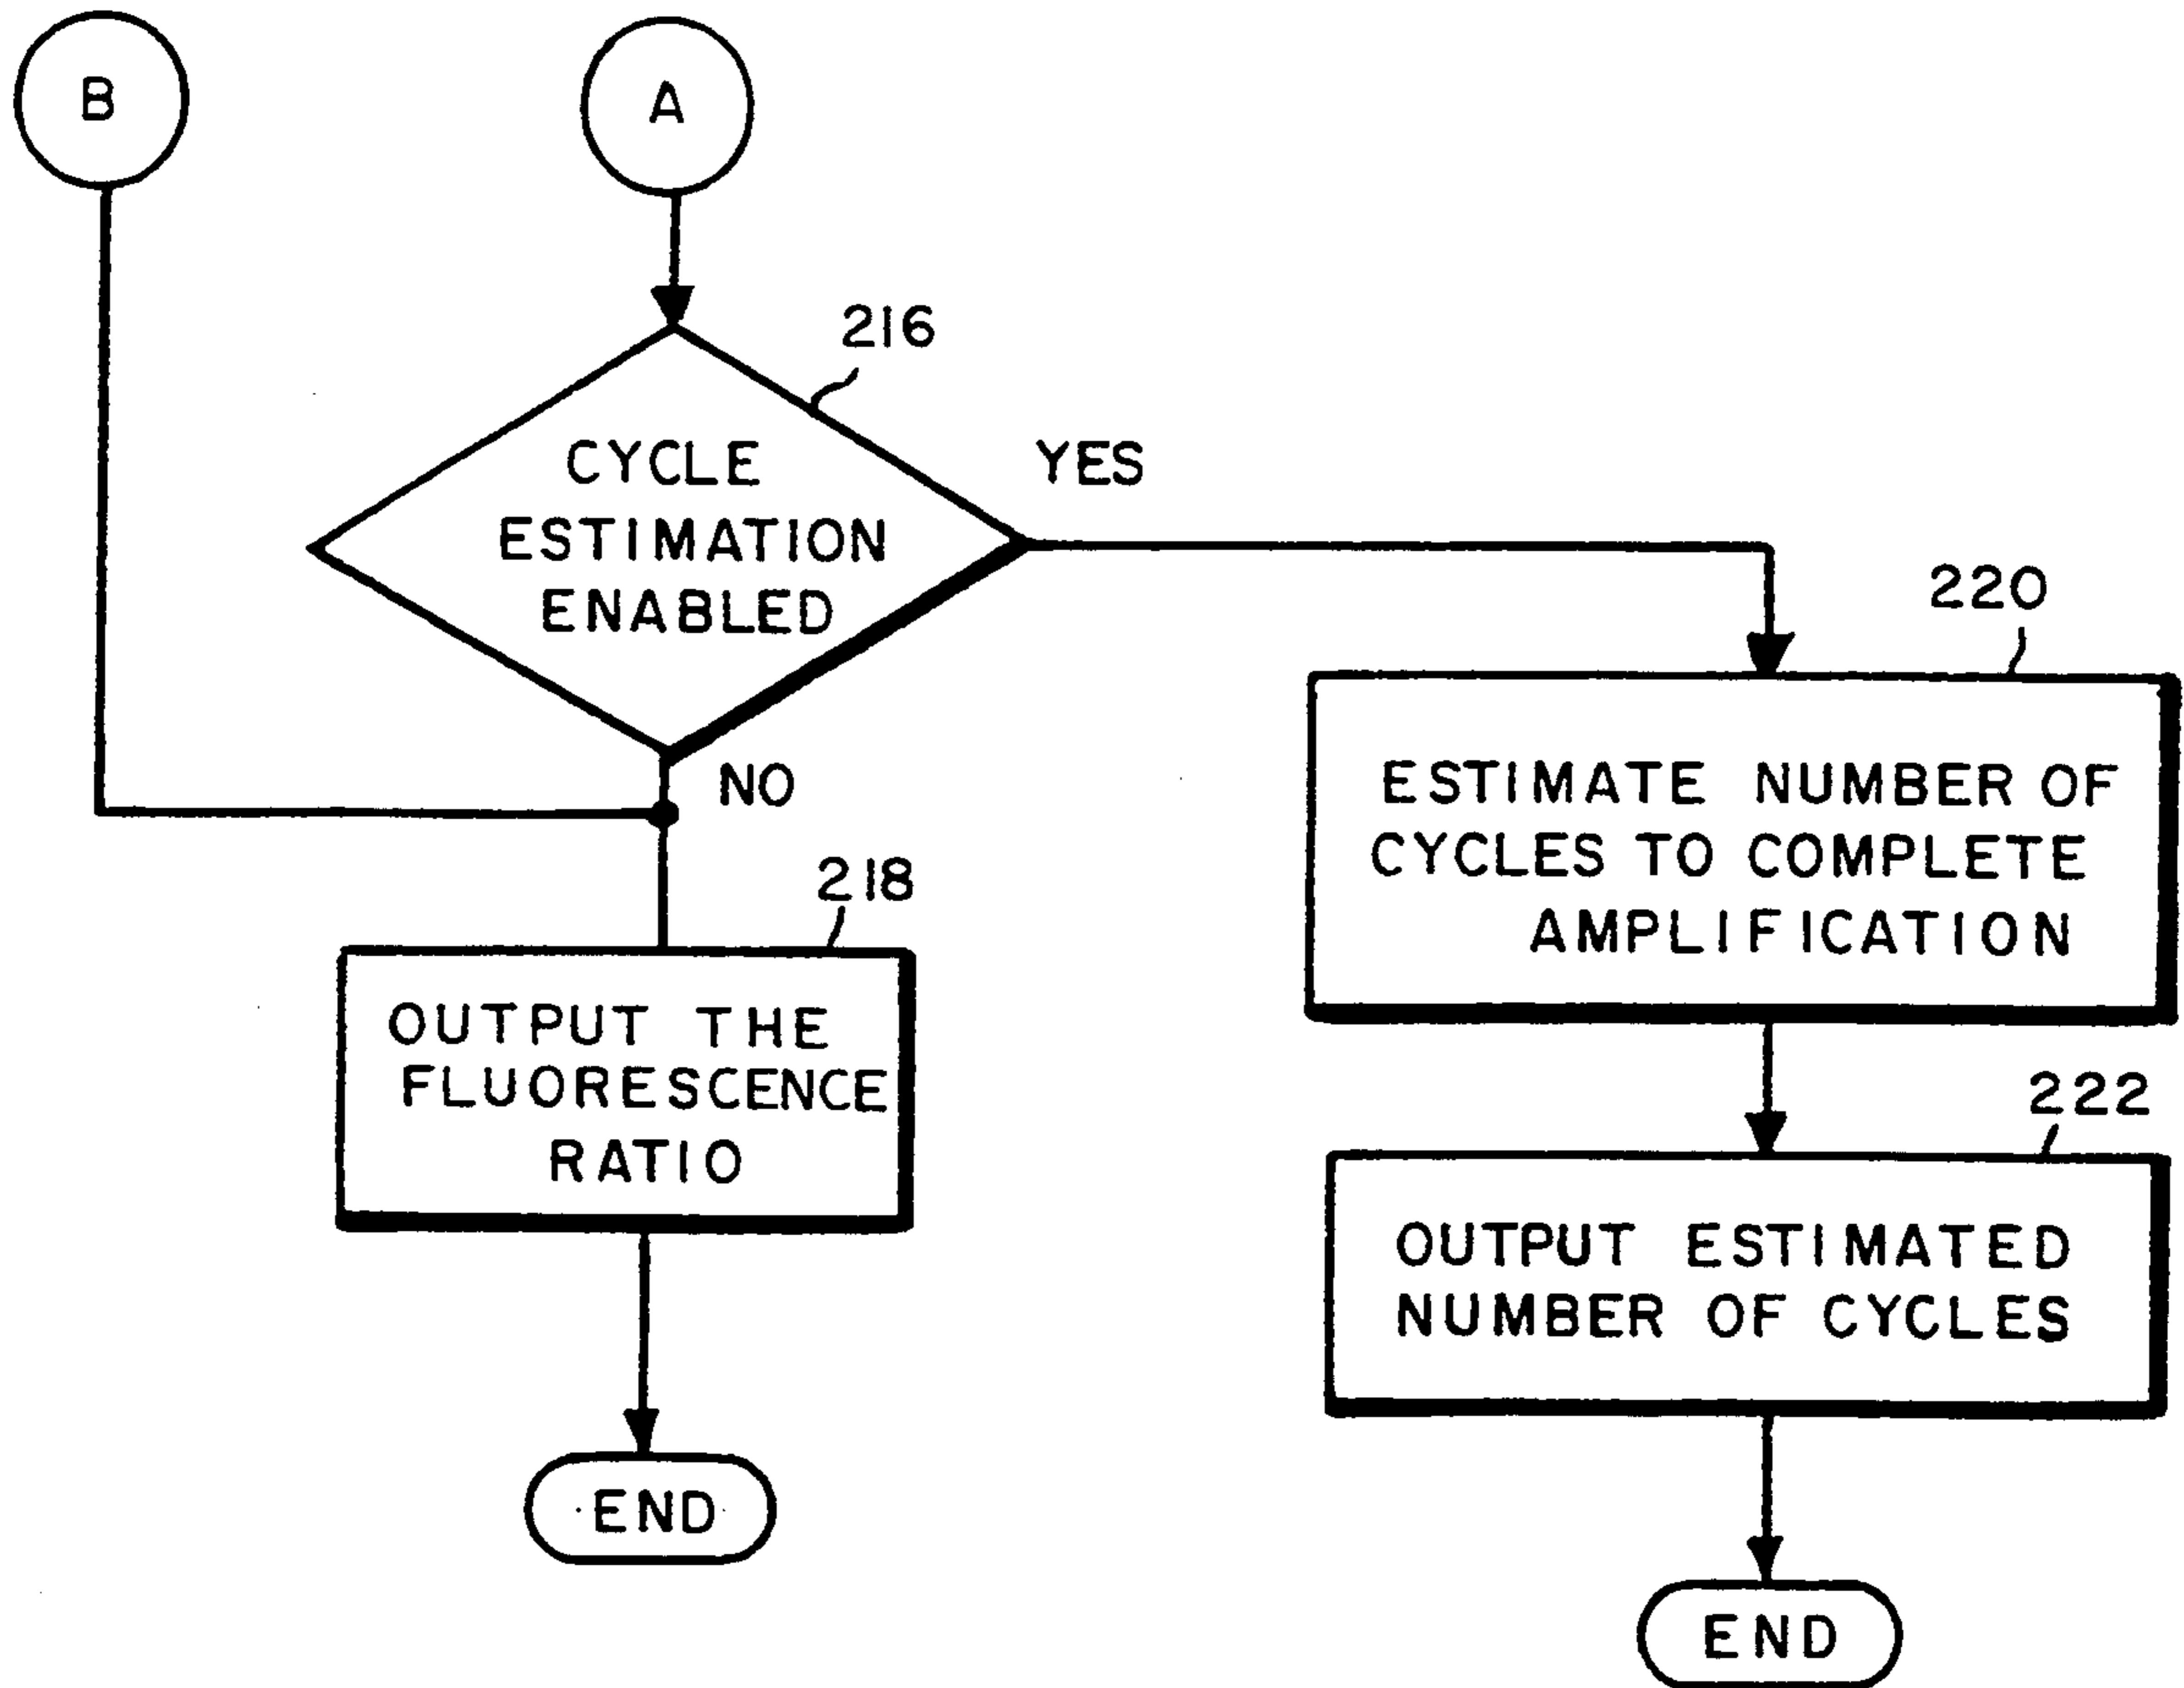 B
A
216
CYCLE
ESTIMATION
ENABLED
YES
NO
220
ESTIMATE NUMBER OF
CYCLES TO COMPLETE
AMPLIFICATION
218
OUTPUT THE
FLUORESCENCE
RATIO
222
OUTPUT ESTIMATED
NUMBER OF CYCLES
END
END